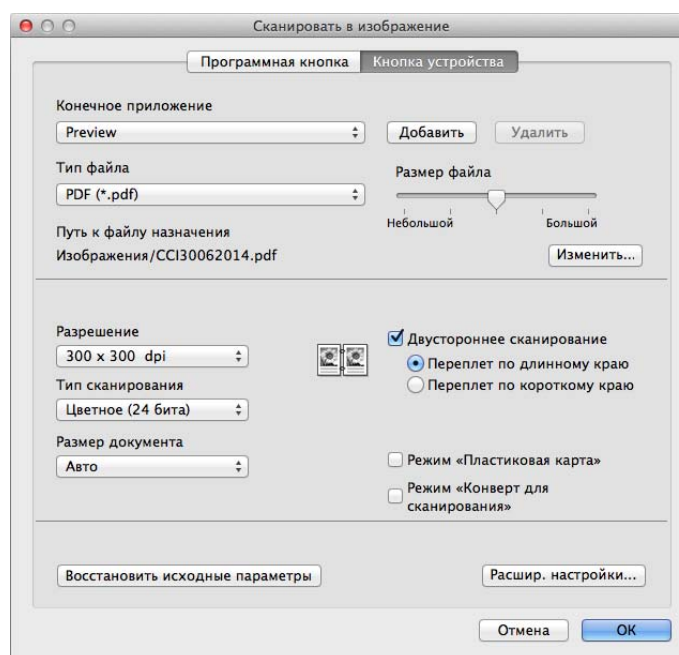 Сканировать в изображение
Программная кнопка Кнопка устройства
Конечное приложение
Preview Добавить Удалить
Тип файла Размер файла
PDF (*.pdf)
Небольшой Большой
Путь к файлу назначения
Изображения/CCI30062014.pdf Изменить...
Разрешение Двустороннее сканирование
300 x 300 dpi Переплет по длинному краю
Тип сканирования Переплет по короткому краю
Цветное (24 бита)
Размер документа
Авто Режим «Пластиковая карта»
Режим «Конверт для
сканирования»
Восстановить исходные параметры Расшир. настройки...
Отмена OK